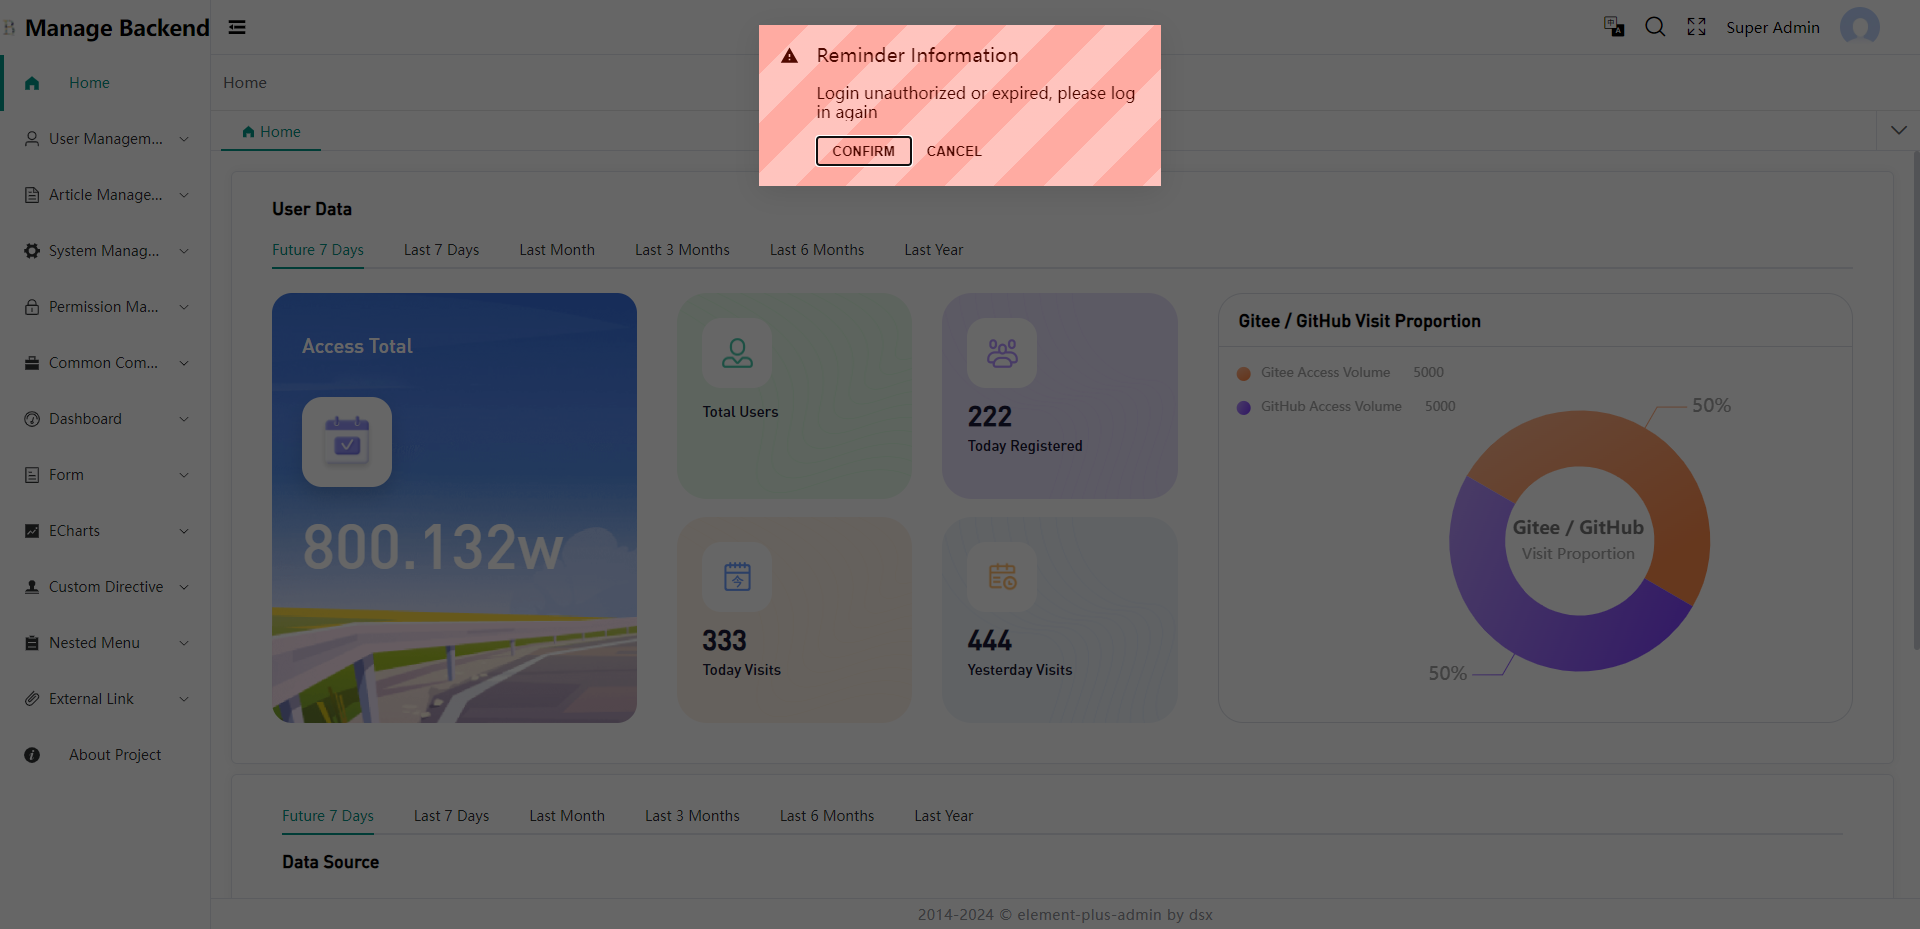 Manage Backend
Super Admin
Reminder Information
Login unauthorized or expired, please log
in again
CONFIRM
CANCEL
Home
User Managem...
Article Manage...
System Manag...
Permission Ma...
Common Com...
Dashboard
Form
ECharts
Custom Directive
Nested Menu
External Link
About Project
Home
Home
User Data
Future 7 Days
Last 7 Days
Last Month
Last 3 Months
Last 6 Months
Last Year
Access Total
800.132w
Total Users
222
Today Registered
今
333
Today Visits
444
Yesterday Visits
Gitee / GitHub Visit Proportion
Gitee Access Volume 5000
GitHub Access Volume 5000
50%
Gitee / GitHub
Visit Proportion
50%
Future 7 Days
Last 7 Days
Last Month
Last 3 Months
Last 6 Months
Last Year
Data Source
2014-2024 © element-plus-admin by dsx